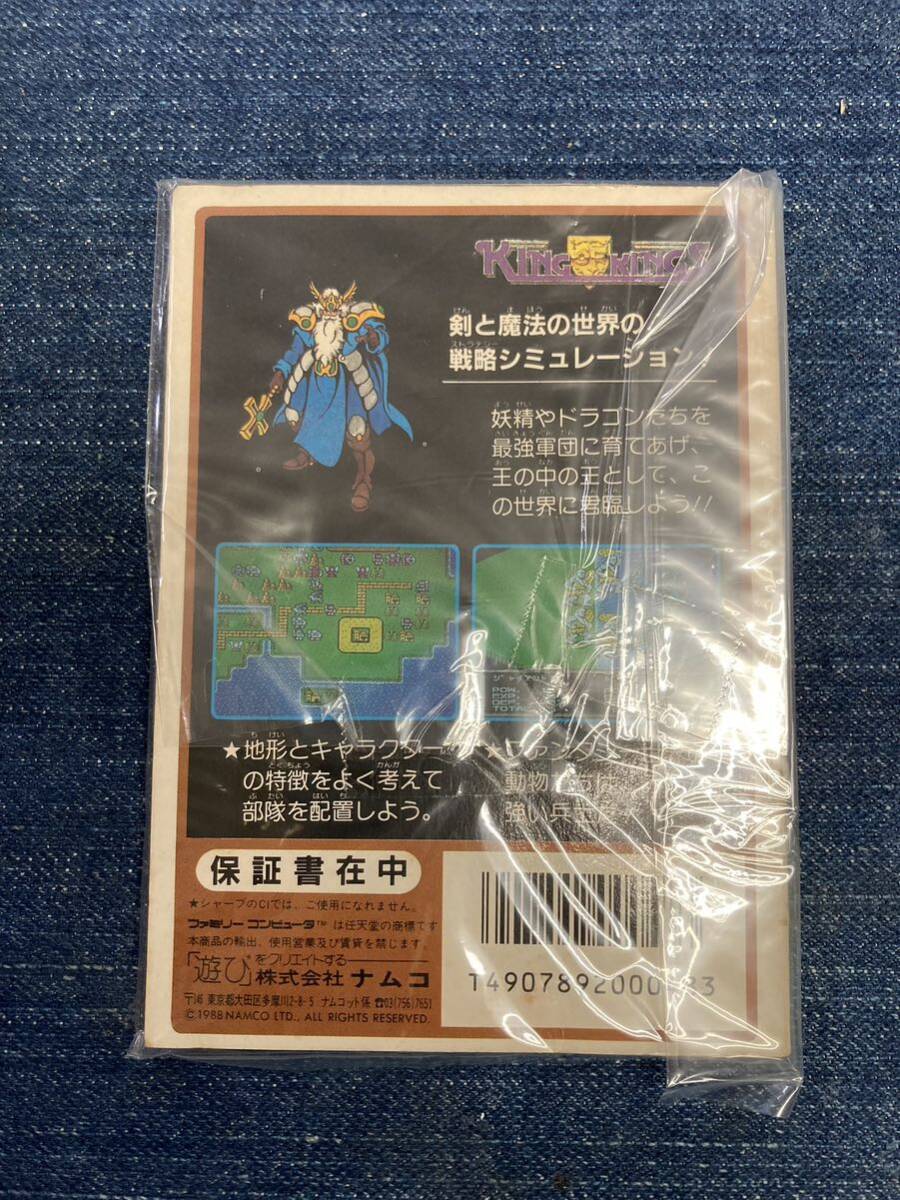 KING OF KINGS
剣と魔法の世界の
戦略シミュレーション
妖精やドラゴンたちを
最強軍団に育てあげ、
王の中の王として、こ
の世界に君臨しよう!!
POW.
EXP.
DEF.
TOTAL
★地形とキャラクター
の特徴をよく考えて
部隊を配置しよう。
動物たちは
強い兵士
保証書在中
★シャープのC1では、ご使用になれません。
ファミリーコンピュータ™は任天堂の商標です
本商品の輸出、使用営業及び賃貸を禁じます。
「遊び」をクリエイトする
株式会社ナムコ
〒146 東京都大田区多摩川2-8-5 ナムコット係 ☎03(756)7651
©1988 NAMCO LTD., ALL RIGHTS RESERVED.
T4907892000